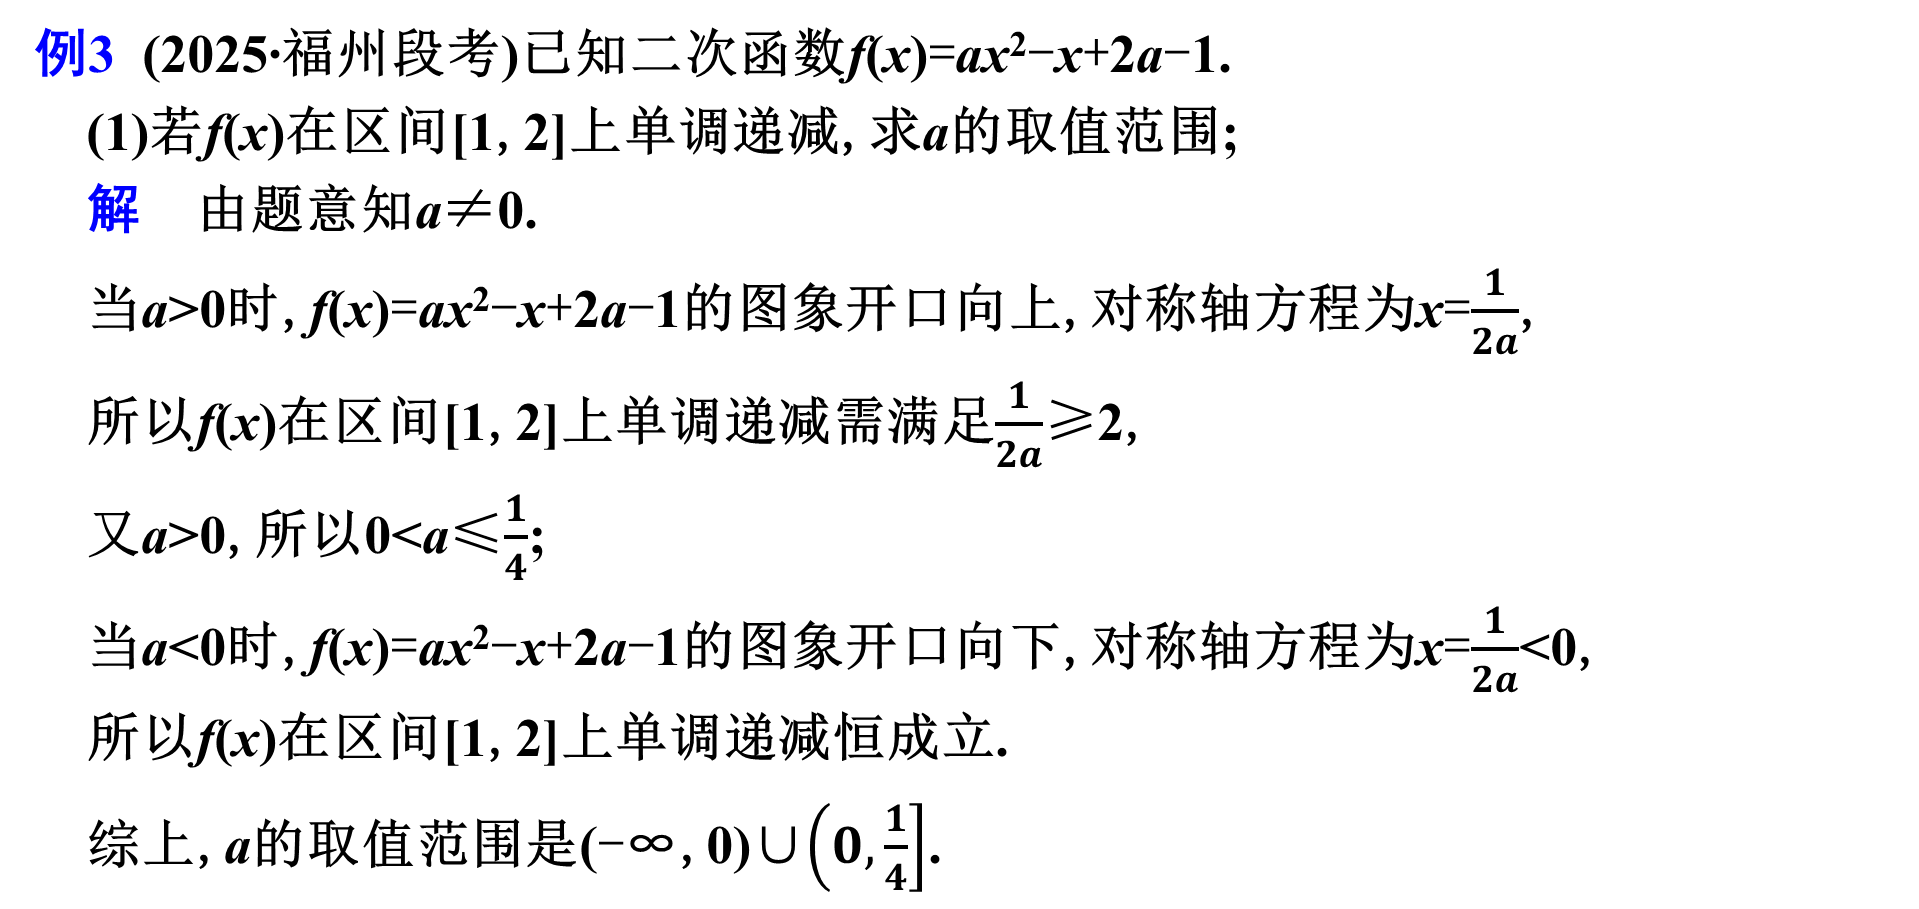 例3 (2025·福州段考)已知二次函数f(x)=ax²−x+2a−1.
(1)若f(x)在区间[1, 2]上单调递减, 求a的取值范围;
解 由题意知a≠0.
当a>0时, f(x)=ax²−x+2a−1的图象开口向上, 对称轴方程为x=1/(2a),
所以f(x)在区间[1, 2]上单调递减需满足1/(2a)⩾2,
又a>0, 所以0<a⩽1/4;
当a<0时, f(x)=ax²−x+2a−1的图象开口向下, 对称轴方程为x=1/(2a)<0,
所以f(x)在区间[1, 2]上单调递减恒成立.
综上, a的取值范围是(−∞, 0)∪(0, 1/4].